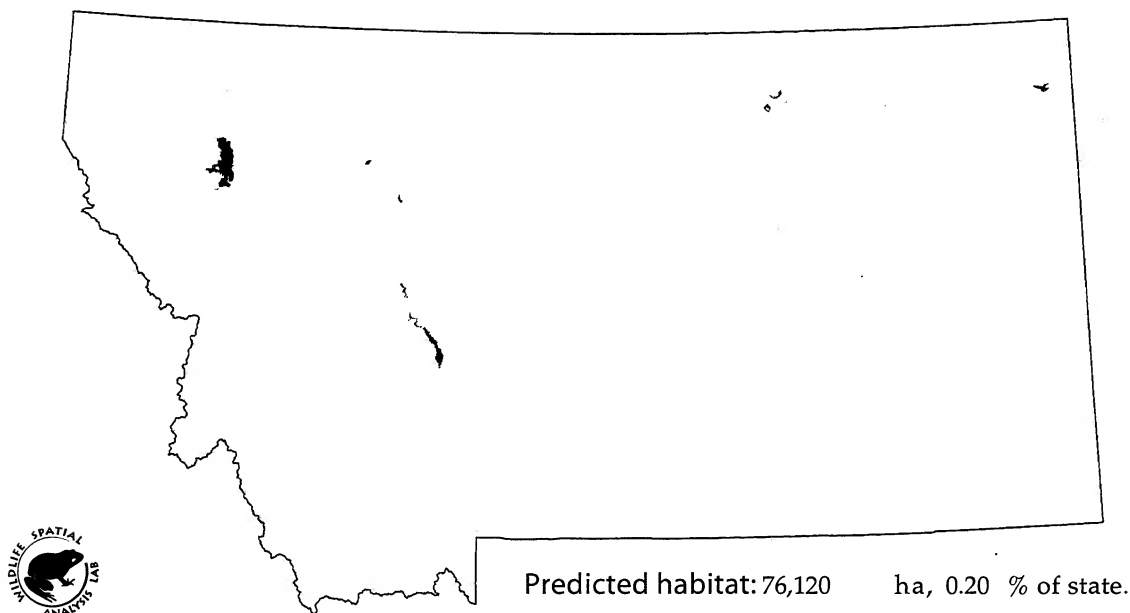 WILDLIFE SPATIAL ANALYSIS LAB
Predicted habitat: 76,120 ha, 0.20 % of state.